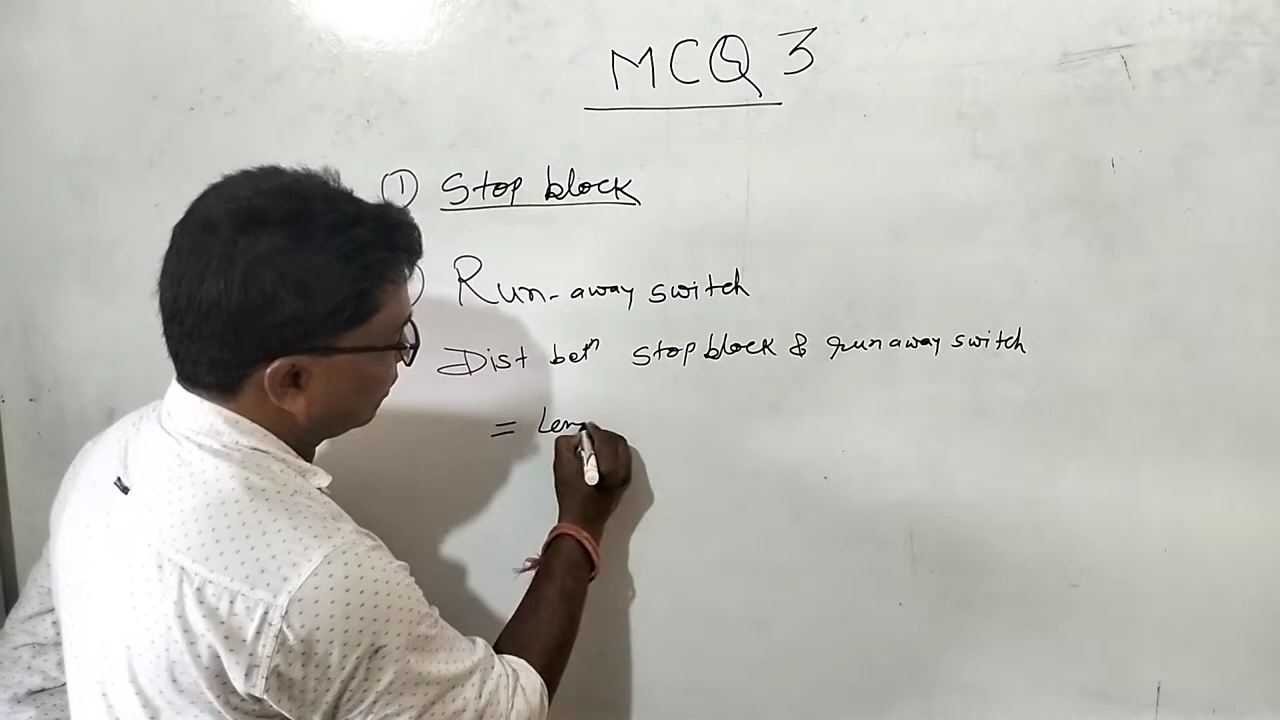 MCQ 3
① Stop block
) Run-away switch
Dist betⁿ stop block & runaway switch
= Len